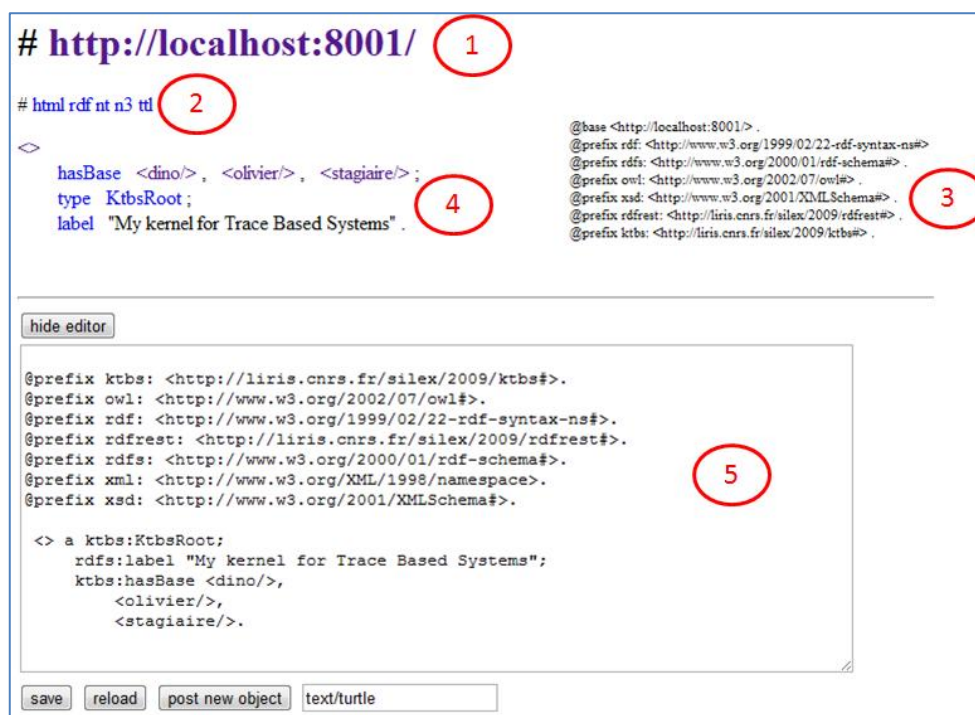 # http://localhost:8001/
1
# html rdf nt n3 ttl
2
<>
hasBase <dino/> , <olivier/> , <stagiaire/> ;
type KtbsRoot ;
label "My kernel for Trace Based Systems" .
4
@base <http://localhost:8001/> .
@prefix rdf: <http://www.w3.org/1999/02/22-rdf-syntax-ns#>
@prefix rdfs: <http://www.w3.org/2000/01/rdf-schema#> .
@prefix owl: <http://www.w3.org/2002/07/owl#> .
@prefix xsd: <http://www.w3.org/2001/XMLSchema#> .
@prefix rdfrest: <http://liris.cnrs.fr/silex/2009/rdfrest#> .
@prefix ktbs: <http://liris.cnrs.fr/silex/2009/ktbs#> .
3
hide editor
@prefix ktbs: <http://liris.cnrs.fr/silex/2009/ktbs#>.
@prefix owl: <http://www.w3.org/2002/07/owl#>.
@prefix rdf: <http://www.w3.org/1999/02/22-rdf-syntax-ns#>.
@prefix rdfrest: <http://liris.cnrs.fr/silex/2009/rdfrest#>.
@prefix rdfs: <http://www.w3.org/2000/01/rdf-schema#>.
@prefix xml: <http://www.w3.org/XML/1998/namespace>.
@prefix xsd: <http://www.w3.org/2001/XMLSchema#>.
<> a ktbs:KtbsRoot;
rdfs:label "My kernel for Trace Based Systems";
ktbs:hasBase <dino/>,
<olivier/>,
<stagiaire/>.
5
save reload post new object text/turtle